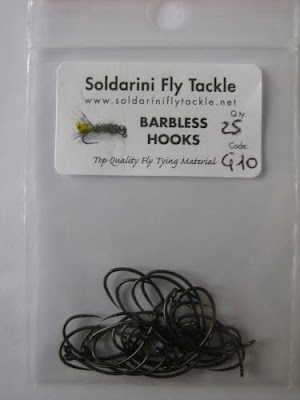 Soldarini Fly Tackle
www.soldariniflytackle.net
BARBLESS
HOOKS
Q.ty:
25
Code:
G10
Top Quality Fly Tying Material